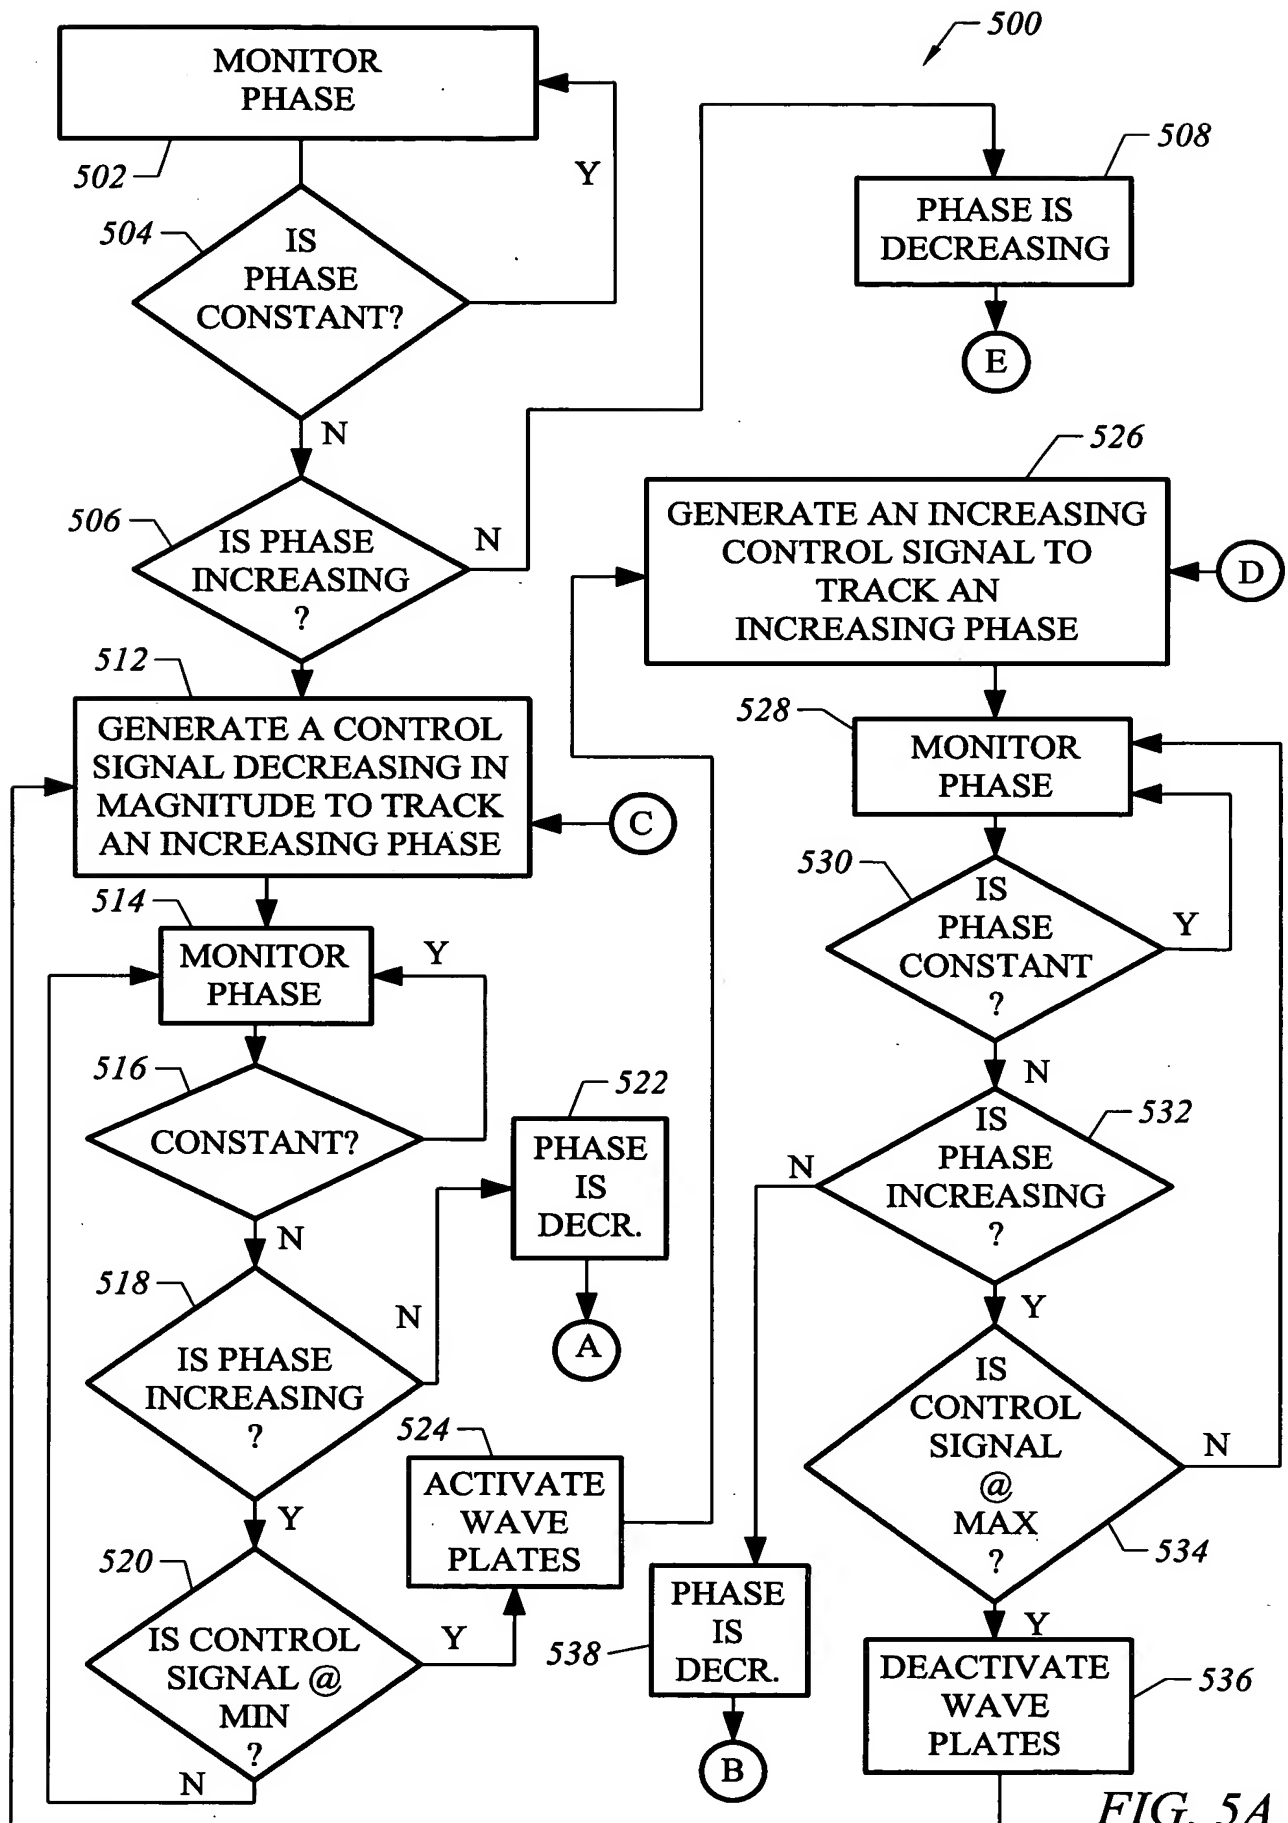 500
MONITOR
PHASE
502
Y
504
IS
PHASE
CONSTANT?
N
508
PHASE IS
DECREASING
E
506
IS PHASE
INCREASING
?
N
512
GENERATE A CONTROL
SIGNAL DECREASING IN
MAGNITUDE TO TRACK
AN INCREASING PHASE
C
514
MONITOR
PHASE
Y
516
CONSTANT?
N
518
IS PHASE
INCREASING
?
N
522
PHASE
IS
DECR.
A
Y
520
IS CONTROL
SIGNAL @
MIN
?
Y
N
524
ACTIVATE
WAVE
PLATES
526
GENERATE AN INCREASING
CONTROL SIGNAL TO
TRACK AN
INCREASING PHASE
D
528
MONITOR
PHASE
530
IS
PHASE
CONSTANT
?
Y
N
532
IS
PHASE
INCREASING
?
N
Y
IS
CONTROL
SIGNAL
@
MAX
?
N
534
Y
538
PHASE
IS
DECR.
B
DEACTIVATE
WAVE
PLATES
536
FIG. 5A